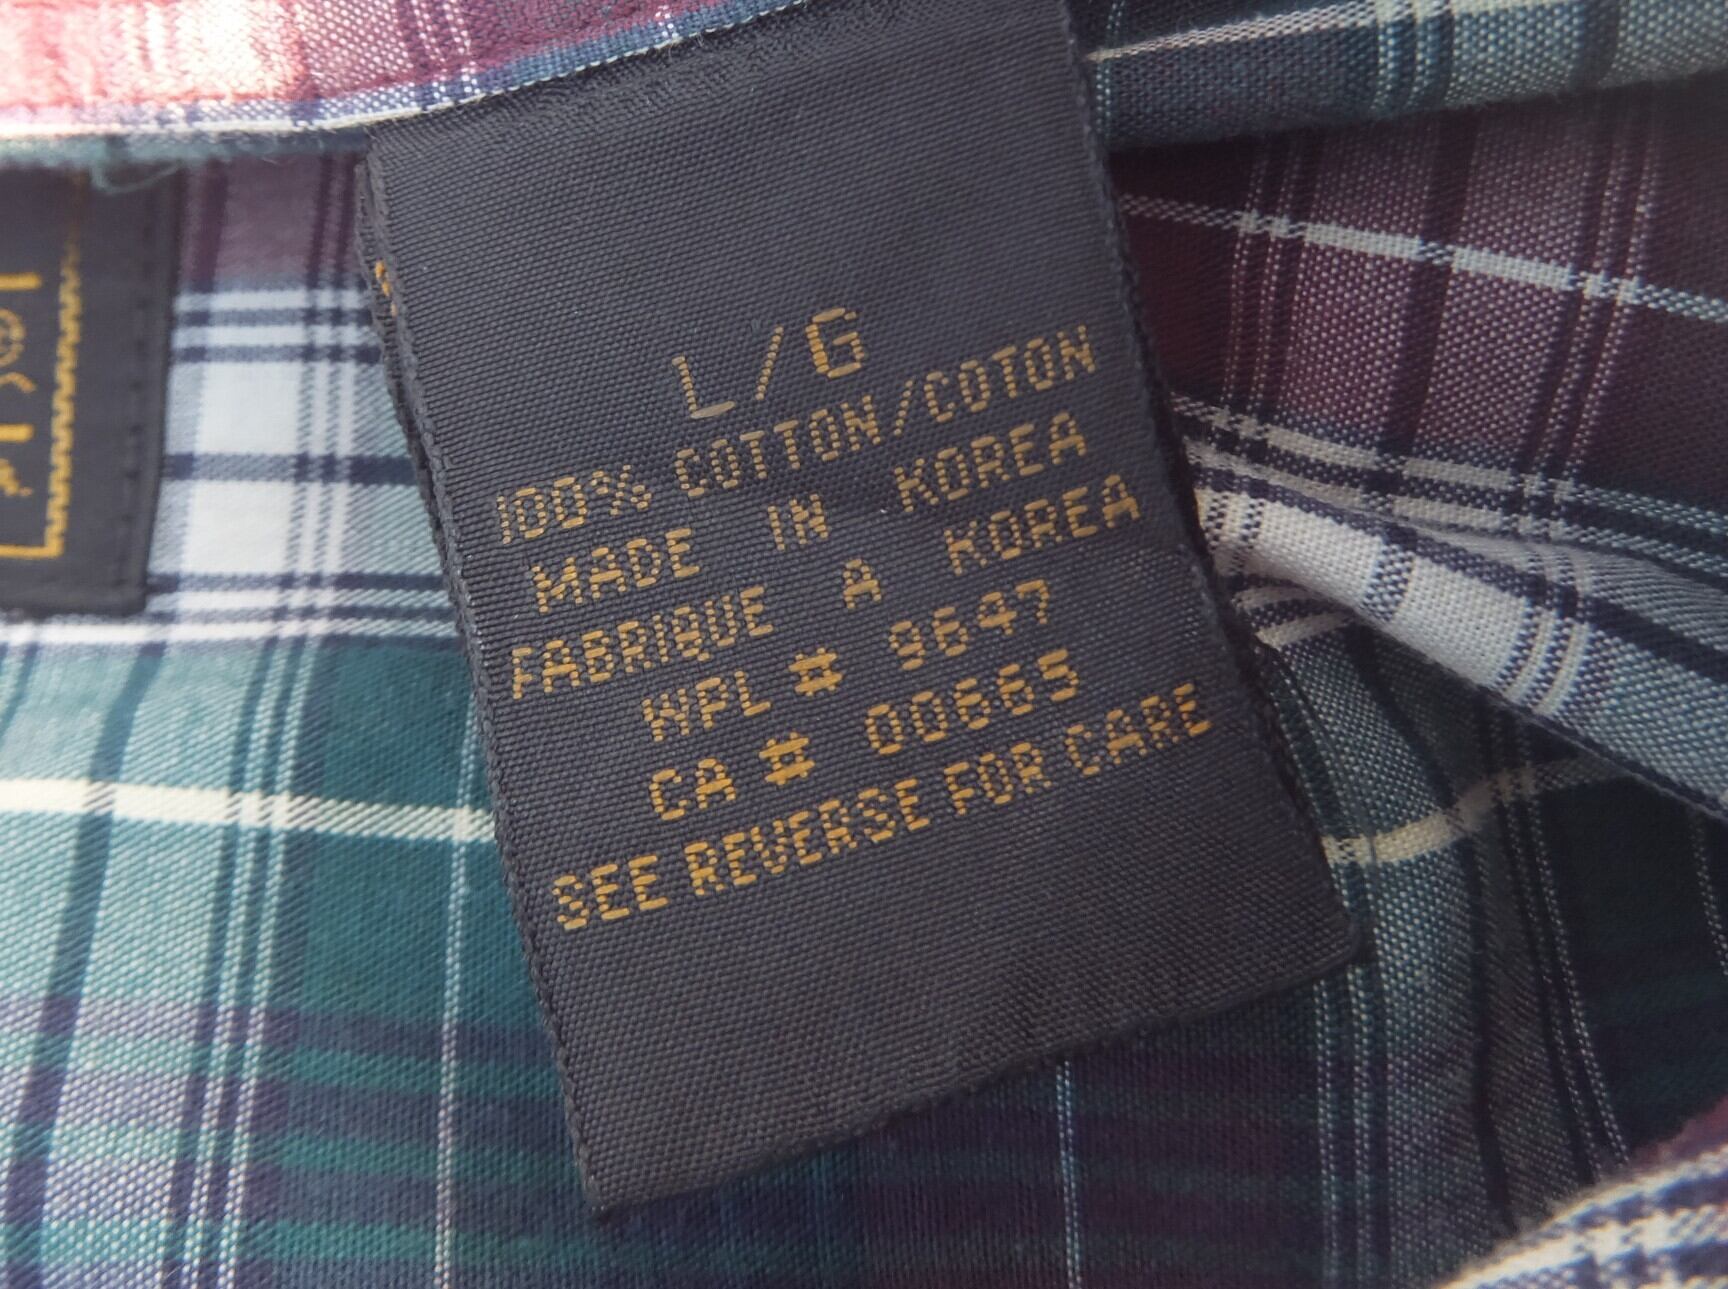 L/G
100% COTTON/COTON
MADE IN KOREA
FABRIQUE A KOREA
WPL # 9647
CA # 00665
SEE REVERSE FOR CARE